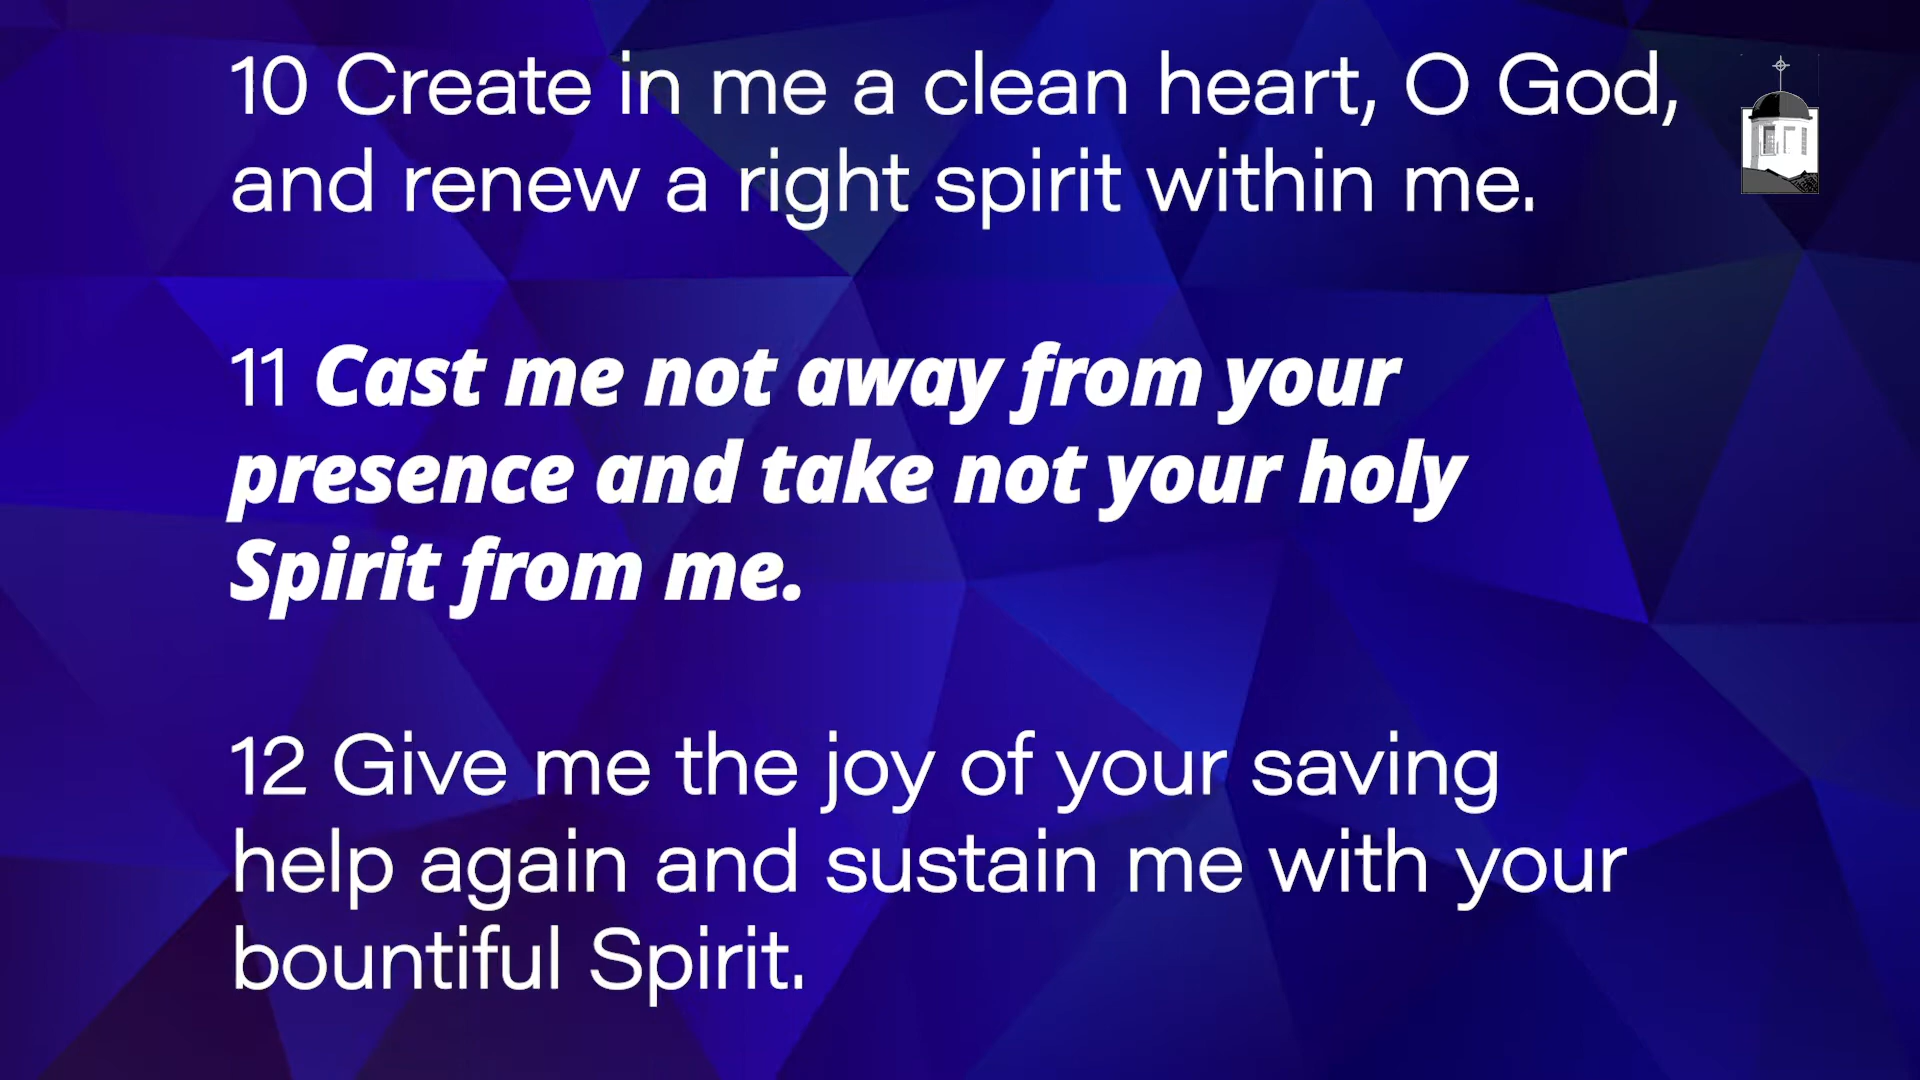 10 Create in me a clean heart, O God,
and renew a right spirit within me.
11 Cast me not away from your
presence and take not your holy
Spirit from me.
12 Give me the joy of your saving
help again and sustain me with your
bountiful Spirit.